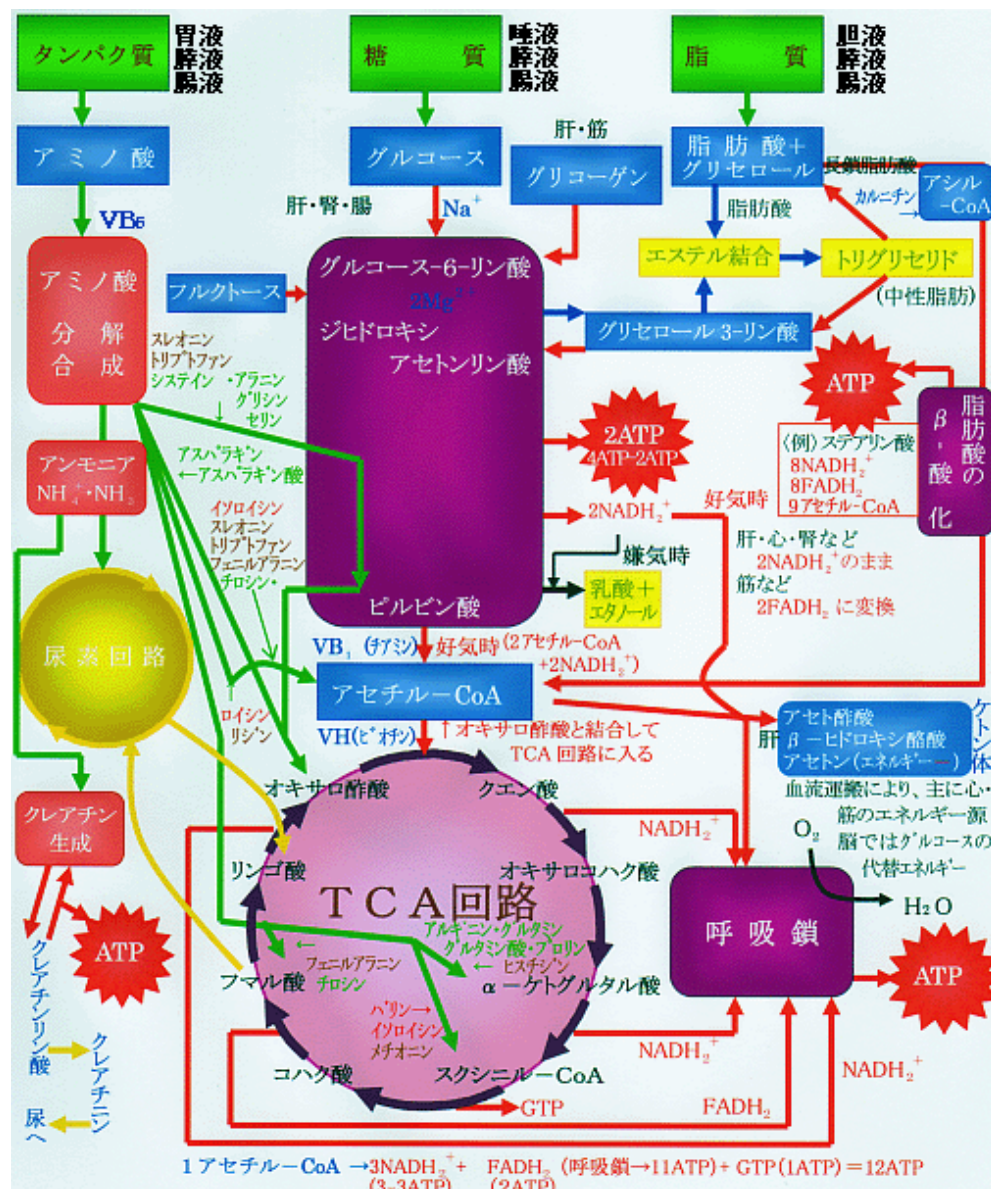 タンパク質
胃液
膵液
腸液
糖 質
唾液
膵液
腸液
脂 質
胆液
膵液
腸液
アミノ酸
グルコース
肝・筋
グリコーゲン
脂肪酸+
グリセロール
長鎖脂肪酸
カルニチン
→
アシル
-CoA
VB6
肝・腎・腸
Na+
脂肪酸
アミノ酸
分解
合成
フルクトース
グルコース-6-リン酸
2Mg2+
ジヒドロキシ
アセトンリン酸
エステル結合
トリグリセリド
(中性脂肪)
グリセロール3-リン酸
スレオニン
トリプトファン
システイン ・アラニン
グリシン
↓ セリン
ATP
脂肪酸の
β-酸化
2ATP
4ATP-2ATP
〈例〉ステアリン酸
8NADH2+
8FADH2
9アセチル-CoA
アンモニア
NH4+・NH3
アスパラギン
←アスパラギン酸
イソロイシン
スレオニン
トリプトファン
フェニルアラニン
チロシン・
2NADH2+
好気時
嫌気時
乳酸+
エタノール
肝・心・腎など
2NADH2+のまま
筋など
2FADH2に変換
ピルビン酸
尿素回路
VB1 (チアミン)
好気時(2アセチル-CoA
+2NADH2+)
アセチル-CoA
↑
ロイシン
リジン
VH(ビオチン)
↑オキサロ酢酸と結合して
TCA回路に入る
肝
アセト酢酸
β-ヒドロキシ酪酸
アセトン(エネルギー―)
ケトン体
血流運搬により、主に心・
筋のエネルギー源
脳ではグルコースの
代替エネルギー
オキサロ酢酸
クエン酸
NADH2+
O2
H2O
クレアチン
生成
リンゴ酸
オキサロコハク酸
TCA回路
呼吸鎖
ATP
ATP
アルギニン・グルタミン
グルタミン酸・プロリン
← ヒスチジン
α-ケトグルタル酸
←
フェニルアラニン
チロシン
フマル酸
バリン→
イソロイシン
メチオニン
クレアチンリン酸
クレアチニン
尿へ
コハク酸
スクシニル-CoA
GTP
NADH2+
FADH2
NADH2+
1アセチル-CoA →3NADH2++ FADH2 (呼吸鎖→11ATP)+GTP(1ATP)=12ATP
(3-3ATP) (2ATP)